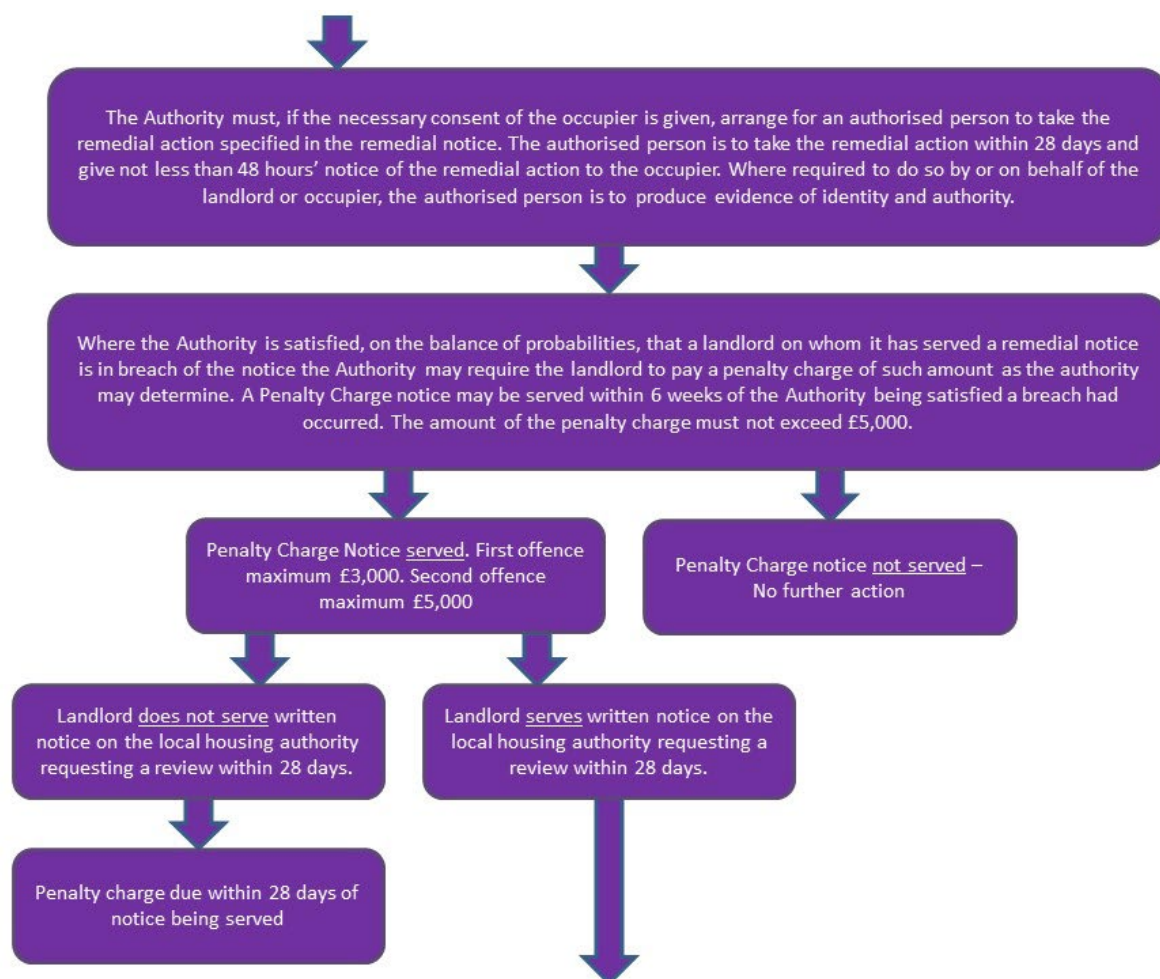 The Authority must, if the necessary consent of the occupier is given, arrange for an authorised person to take the
remedial action specified in the remedial notice. The authorised person is to take the remedial action within 28 days and
give not less than 48 hours’ notice of the remedial action to the occupier. Where required to do so by or on behalf of the
landlord or occupier, the authorised person is to produce evidence of identity and authority.
Where the Authority is satisfied, on the balance of probabilities, that a landlord on whom it has served a remedial notice
is in breach of the notice the Authority may require the landlord to pay a penalty charge of such amount as the authority
may determine. A Penalty Charge notice may be served within 6 weeks of the Authority being satisfied a breach had
occurred. The amount of the penalty charge must not exceed £5,000.
Penalty Charge Notice served. First offence
maximum £3,000. Second offence
maximum £5,000
Penalty Charge notice not served –
No further action
Landlord does not serve written
notice on the local housing authority
requesting a review within 28 days.
Landlord serves written notice on the
local housing authority requesting a
review within 28 days.
Penalty charge due within 28 days of
notice being served